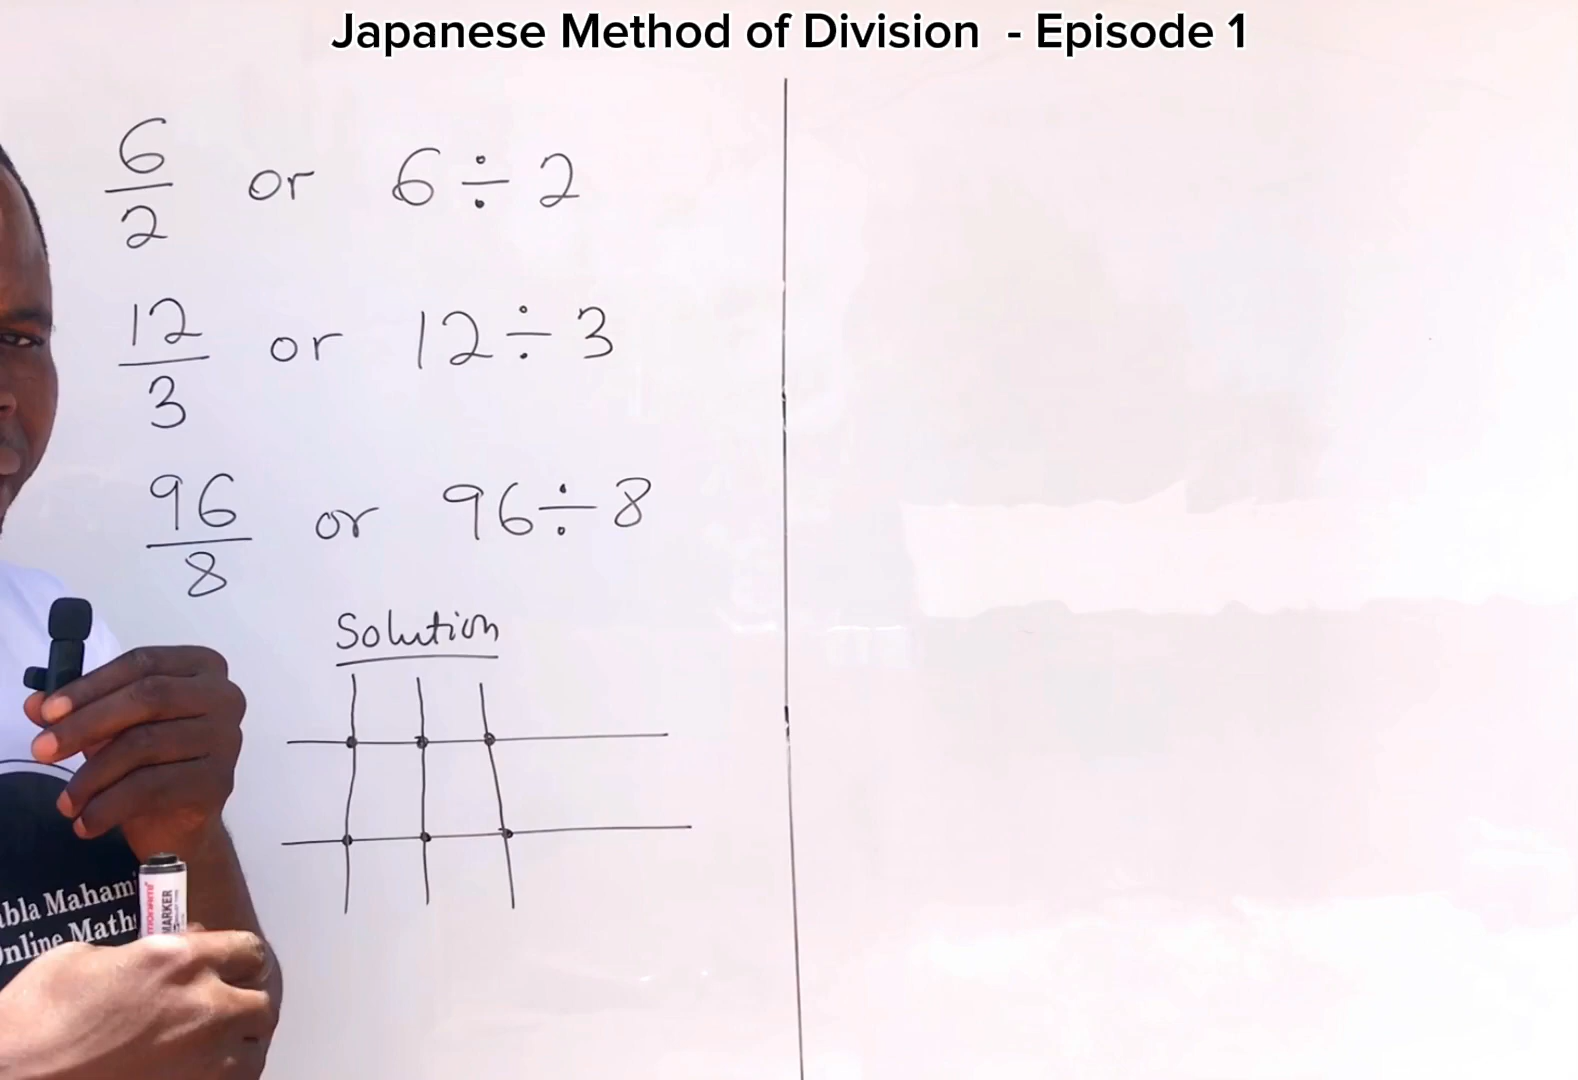 Japanese Method of Division - Episode 1
6/2 or 6 ÷ 2
12/3 or 12 ÷ 3
96/8 or 96 ÷ 8
Solution
MARKER